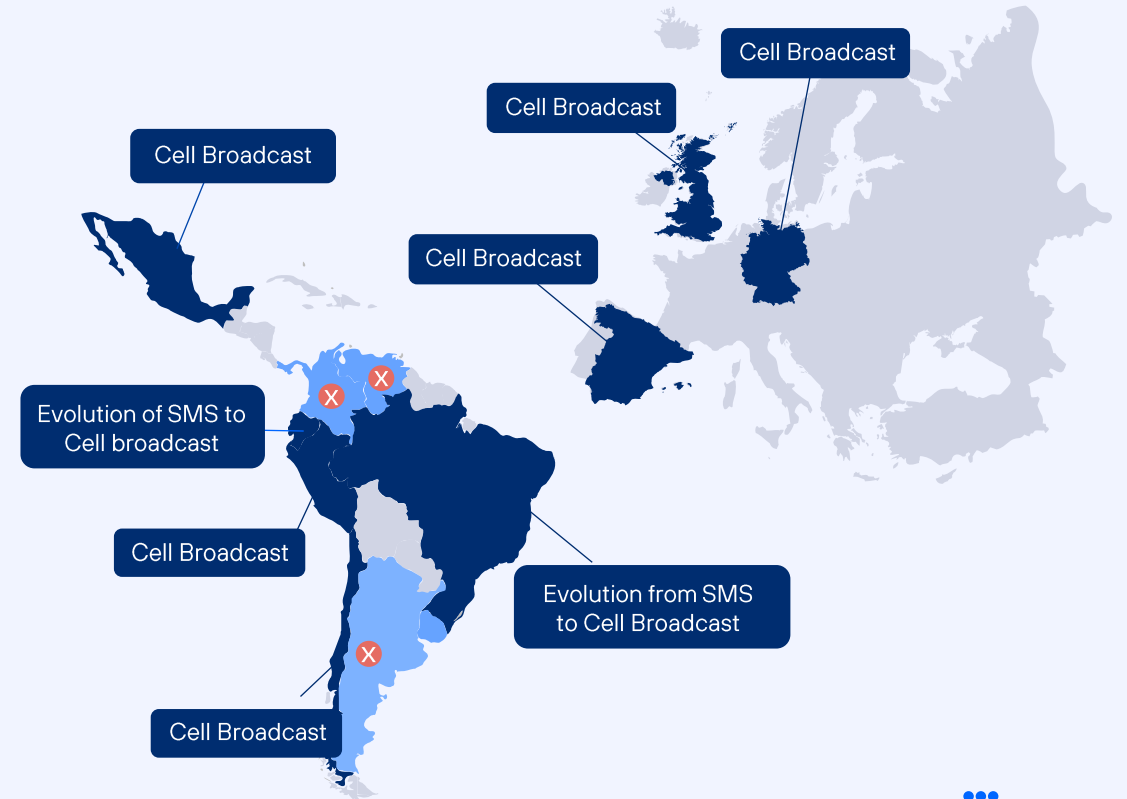 Cell Broadcast
Cell Broadcast
Cell Broadcast
Cell Broadcast
X
X
Evolution of SMS to
Cell broadcast
Cell Broadcast
Evolution from SMS
to Cell Broadcast
X
Cell Broadcast